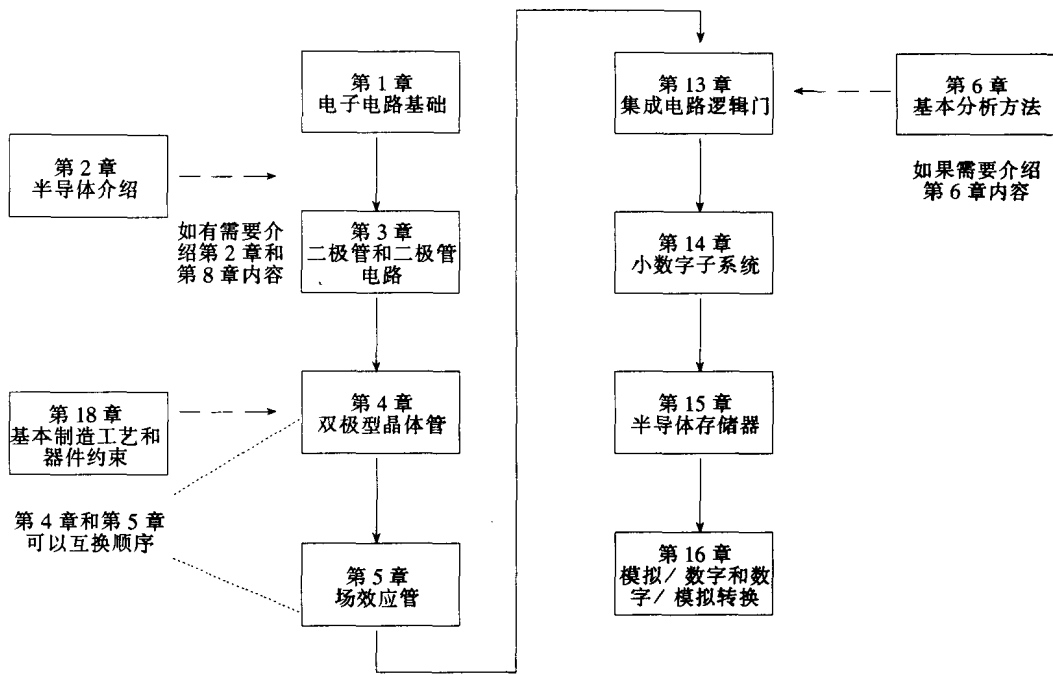 第 1 章
电子电路基础
第 2 章
半导体介绍
如有需要介
绍第 2 章和
第 8 章内容
第 3 章
二极管和二极管
电路
第 18 章
基本制造工艺和
器件约束
第 4 章
双极型晶体管
第 4 章和第 5 章
可以互换顺序
第 5 章
场效应管
第 13 章
集成电路逻辑门
第 6 章
基本分析方法
如果需要介绍
第 6 章内容
第 14 章
小数字子系统
第 15 章
半导体存储器
第 16 章
模拟/ 数字和数
字/ 模拟转换